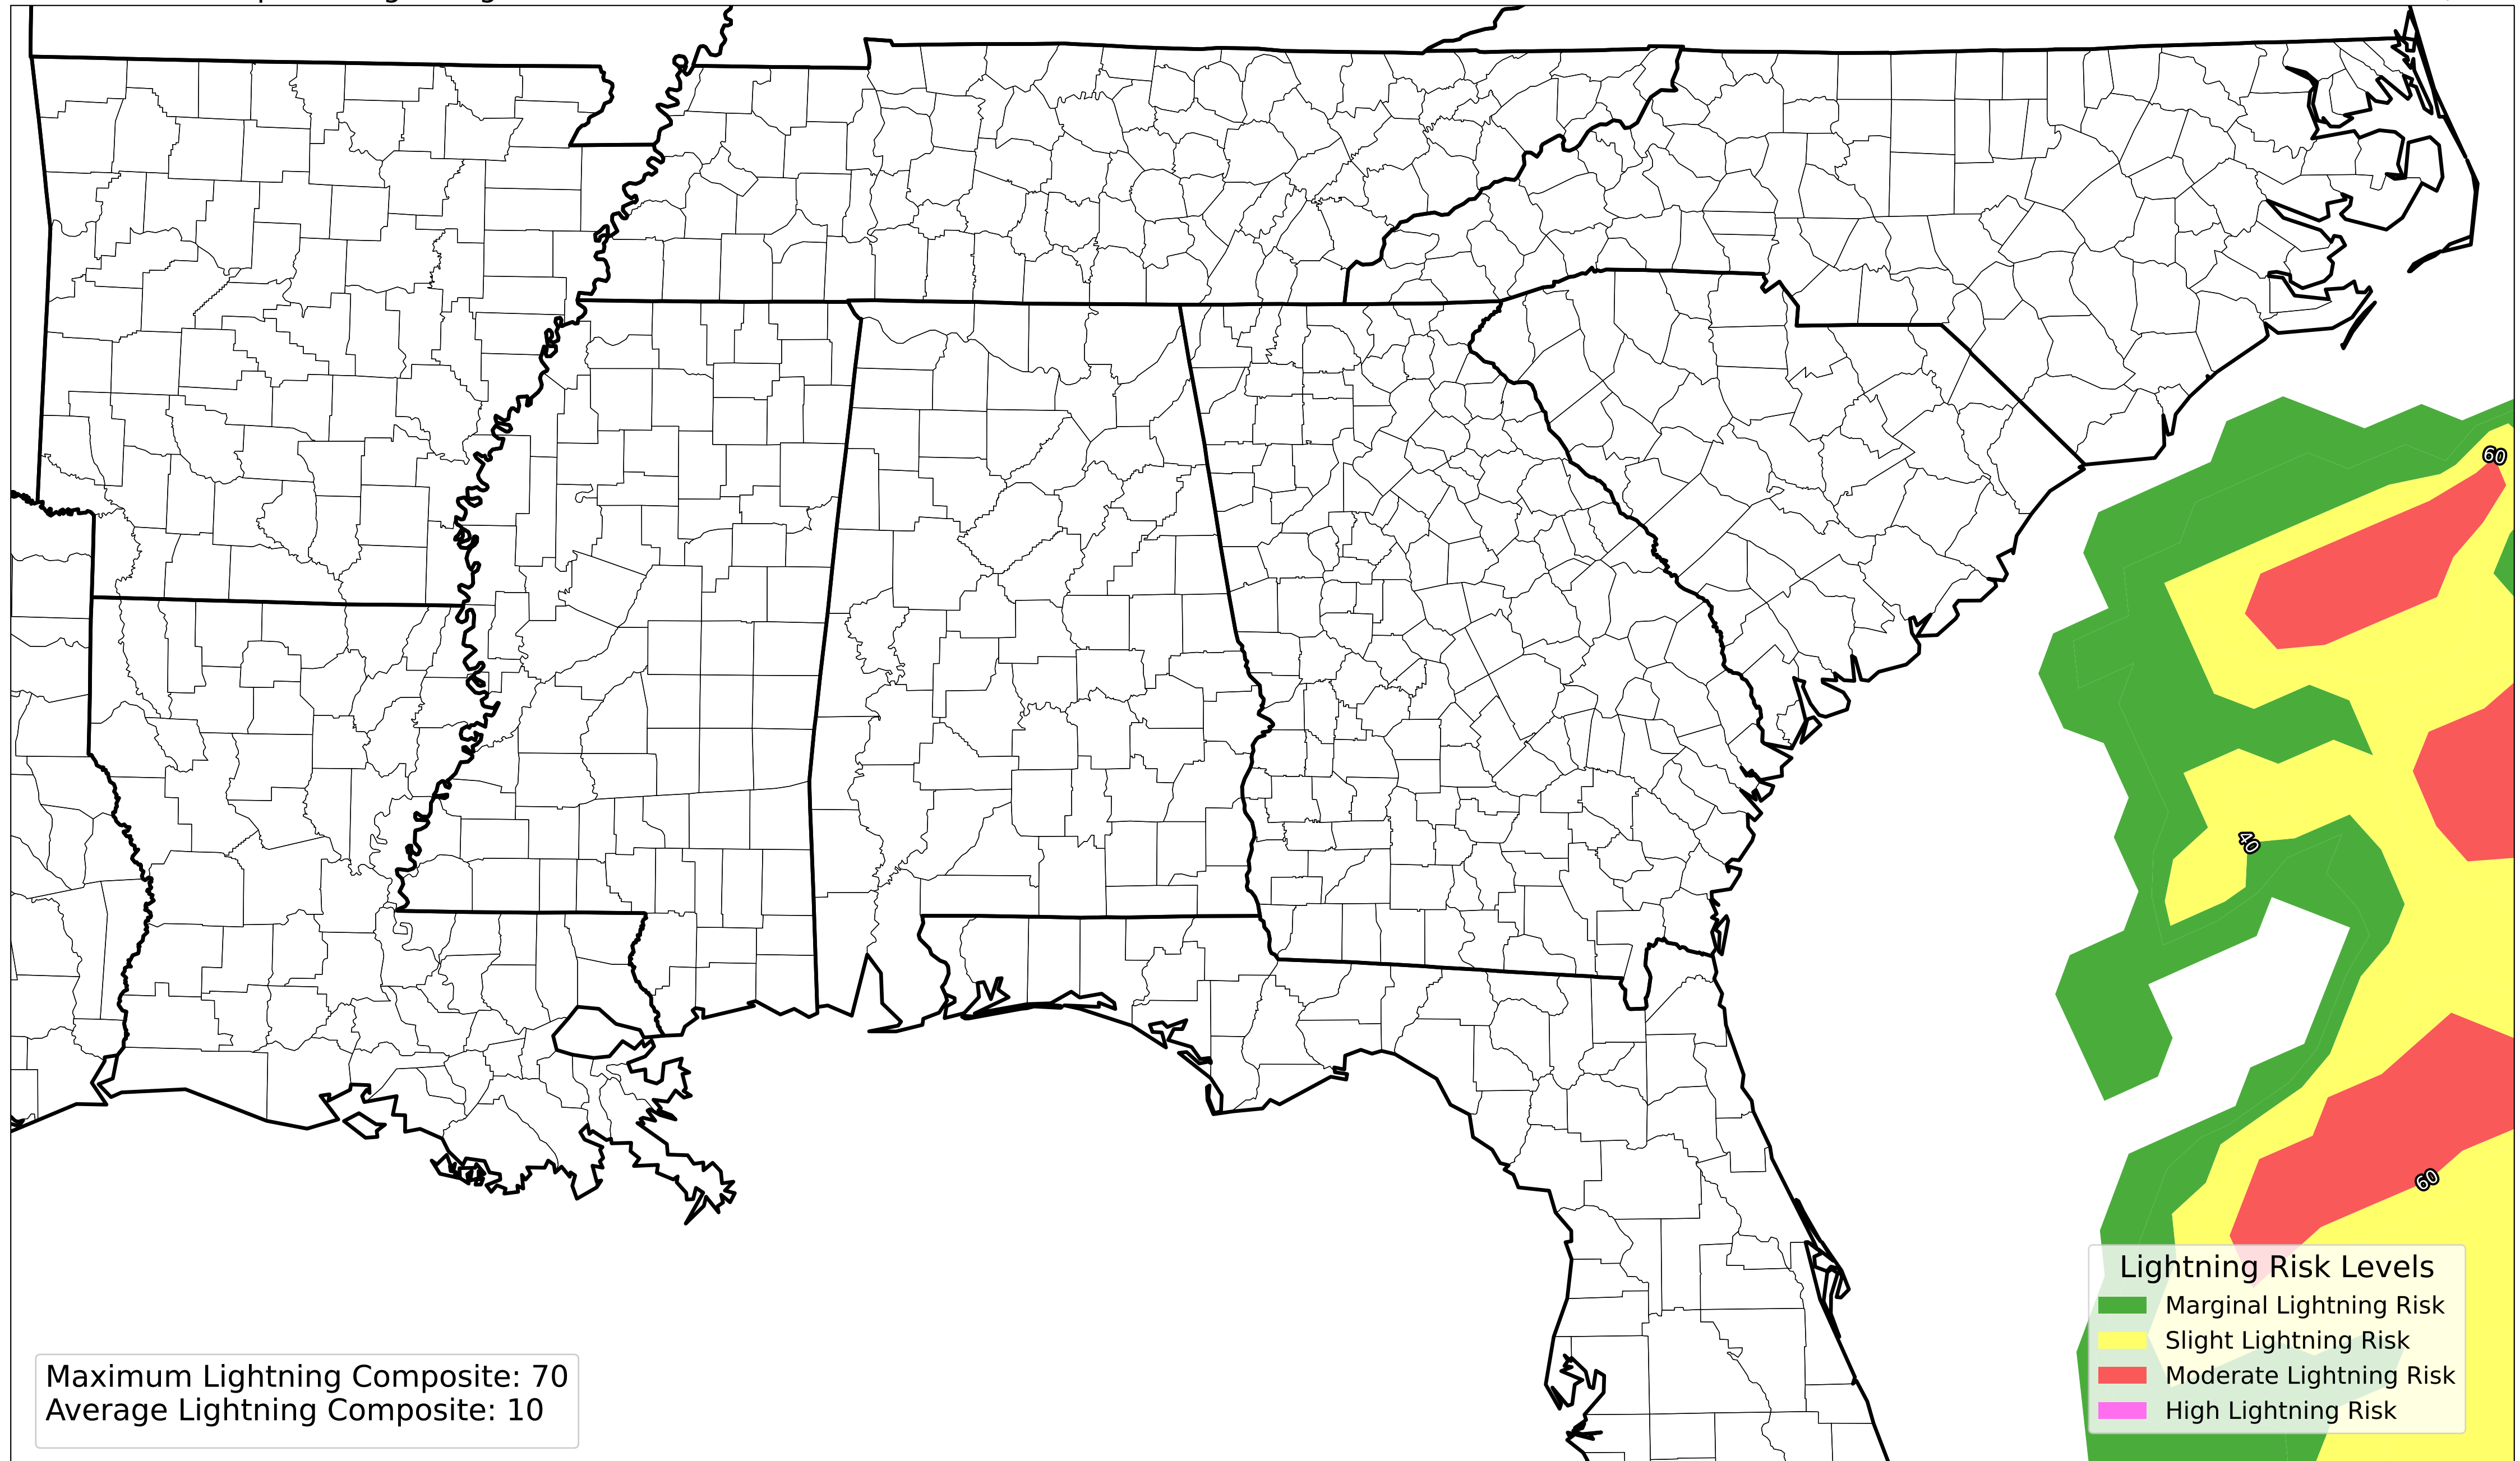 60
40
60
Lightning Risk Levels
Marginal Lightning Risk
Slight Lightning Risk
Moderate Lightning Risk
High Lightning Risk
Maximum Lightning Composite: 70
Average Lightning Composite: 10